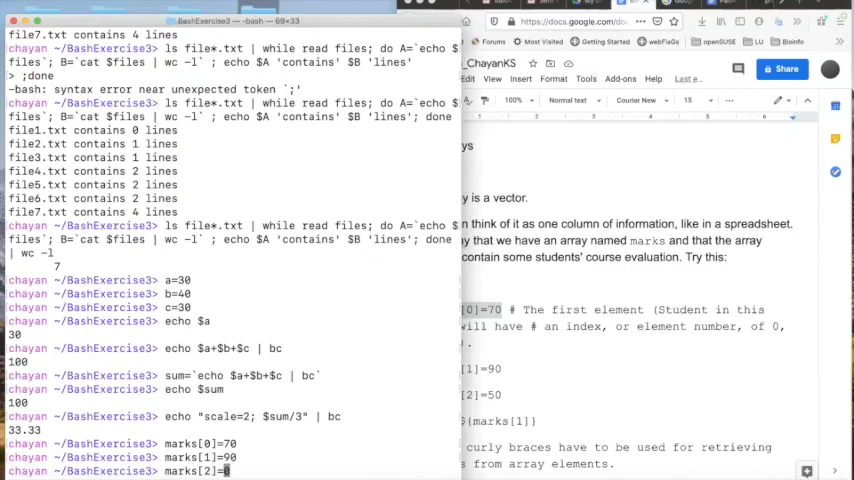 BashExercise3 — -bash — 69×33
file7.txt contains 4 lines
chayan ~/BashExercise3> ls file*.txt | while read files; do A=`echo $
files`; B=`cat $files | wc -l` ; echo $A 'contains' $B 'lines'
> ;done
-bash: syntax error near unexpected token `;'
chayan ~/BashExercise3> ls file*.txt | while read files; do A=`echo $
files`; B=`cat $files | wc -l` ; echo $A 'contains' $B 'lines'; done
file1.txt contains 0 lines
file2.txt contains 1 lines
file3.txt contains 1 lines
file4.txt contains 2 lines
file5.txt contains 2 lines
file6.txt contains 2 lines
file7.txt contains 4 lines
chayan ~/BashExercise3> ls file*.txt | while read files; do A=`echo $
files`; B=`cat $files | wc -l` ; echo $A 'contains' $B 'lines'; done
| wc -l
7
chayan ~/BashExercise3> a=30
chayan ~/BashExercise3> b=40
chayan ~/BashExercise3> c=30
chayan ~/BashExercise3> echo $a
30
chayan ~/BashExercise3> echo $a+$b+$c | bc
100
chayan ~/BashExercise3> sum=`echo $a+$b+$c | bc`
chayan ~/BashExercise3> echo $sum
100
chayan ~/BashExercise3> echo "scale=2; $sum/3" | bc
33.33
chayan ~/BashExercise3> marks[0]=70
chayan ~/BashExercise3> marks[1]=90
chayan ~/BashExercise3> marks[2]=0
https://docs.google.com/do
Forums Most Visited Getting Started webFlaGs openSUSE LU Bioinfo
_ChayanKS
Edit View Insert Format Tools Add-ons Help Last e...
Share
100% Normal text Courier New 15
1 2 3 4 5 6
ys
y is a vector.
n think of it as one column of information, like in a spreadsheet.
y that we have an array named marks and that the array
contain some students' course evaluation. Try this:
[0]=70 # The first element (Student in this
will have # an index, or element number, of 0,
).
[1]=90
[2]=50
${marks[1]}
curly braces have to be used for retrieving
s from array elements.